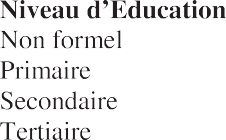 Niveau d’Education
Non formel
Primaire
Secondaire
Tertiaire